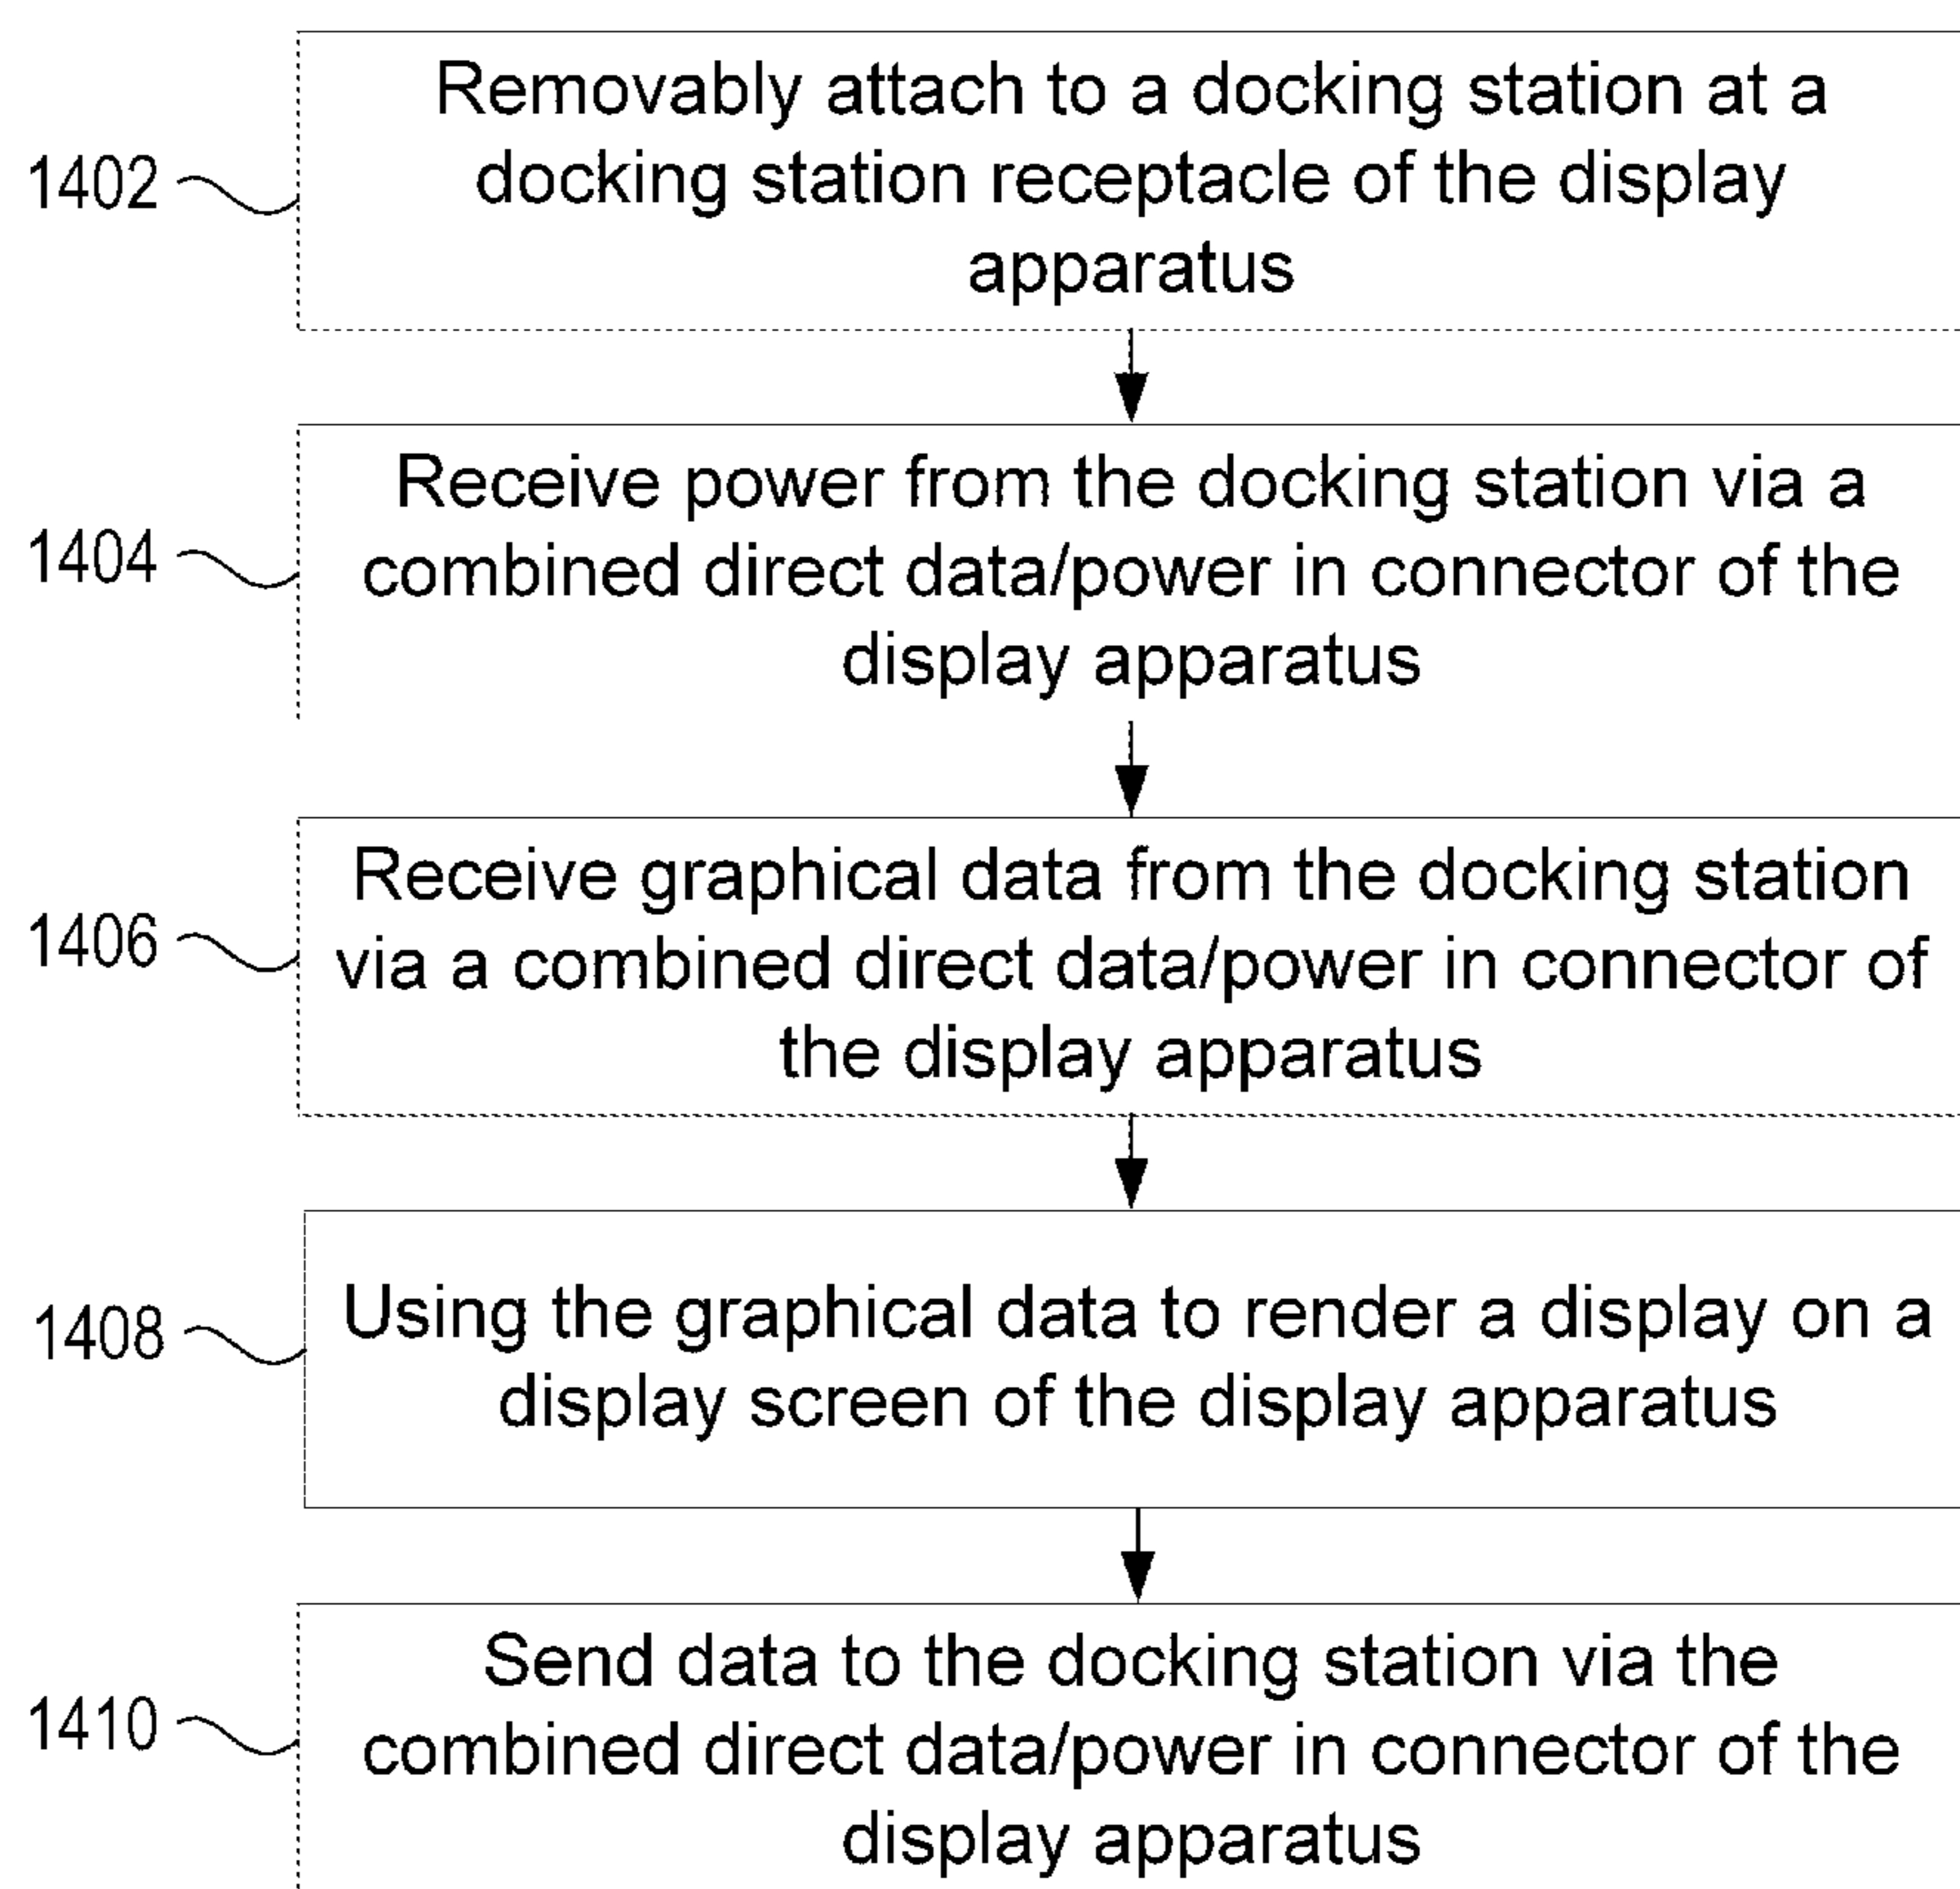 Removably attach to a docking station at a
docking station receptacle of the display
apparatus
1402
Receive power from the docking station via a
combined direct data/power in connector of the
display apparatus
1404
Receive graphical data from the docking station
via a combined direct data/power in connector of
the display apparatus
1406
Using the graphical data to render a display on a
display screen of the display apparatus
1408
Send data to the docking station via the
combined direct data/power in connector of the
display apparatus
1410